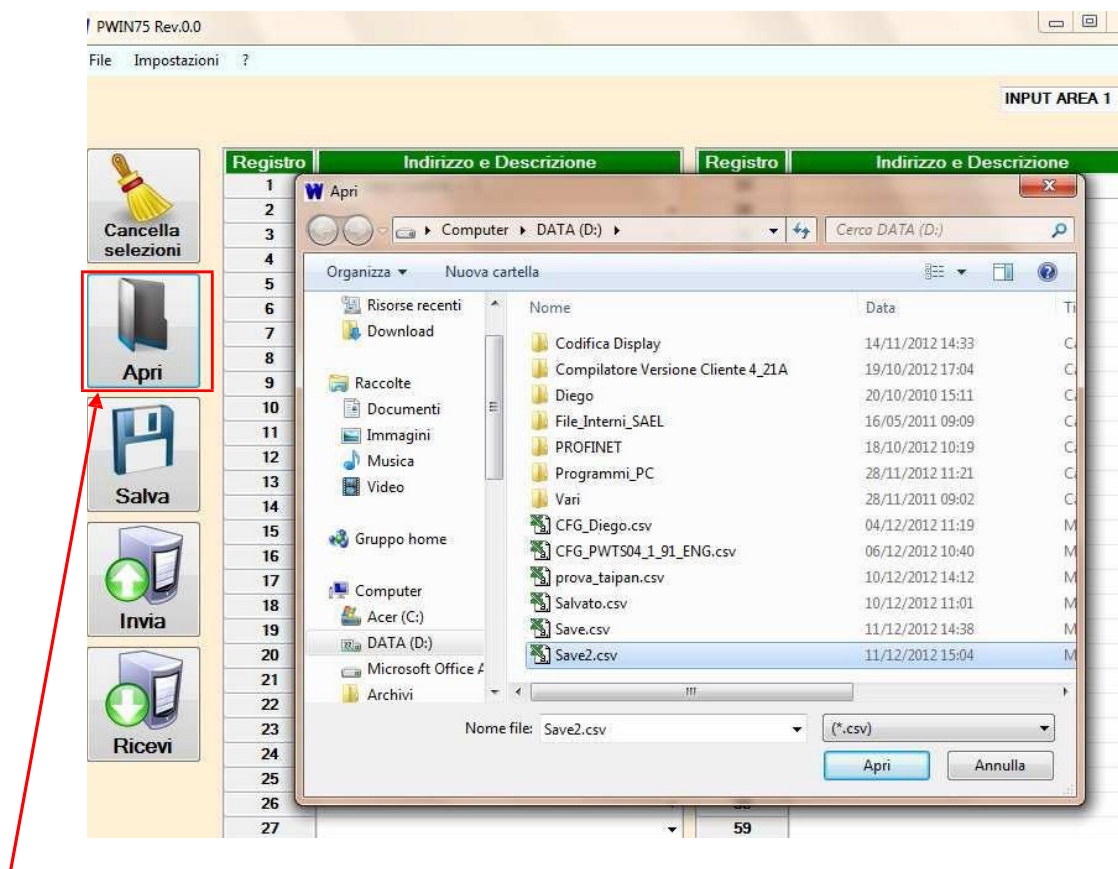 PWIN75 Rev.0.0
File Impostazioni ?
INPUT AREA 1
Cancella
selezioni
Apri
Salva
Invia
Ricevi
Registro Indirizzo e Descrizione Registro Indirizzo e Descrizione
1
2
3
4
5
6
7
8
9
10
11
12
13
14
15
16
17
18
19
20
21
22
23
24
25
26
27 59
Apri
Computer DATA (D:)
Cerca DATA (D:)
Organizza Nuova cartella
Risorse recenti
Download
Raccolte
Documenti
Immagini
Musica
Video
Gruppo home
Computer
Acer (C:)
DATA (D:)
Microsoft Office
Archivi
Nome Data
Codifica Display 14/11/2012 14:33
Compilatore Versione Cliente 4_21A 19/10/2012 17:04
Diego 20/10/2010 15:11
File_Interni_SAEL 16/05/2011 09:09
PROFINET 18/10/2012 10:19
Programmi_PC 28/11/2012 11:21
Vari 28/11/2011 09:02
CFG_Diego.csv 04/12/2012 11:19
CFG_PWTS04_1_91_ENG.csv 06/12/2012 10:40
prova_taipan.csv 10/12/2012 14:12
Salvato.csv 10/12/2012 11:01
Save.csv 11/12/2012 14:38
Save2.csv 11/12/2012 15:04
Nome file: Save2.csv (*.csv)
Apri Annulla